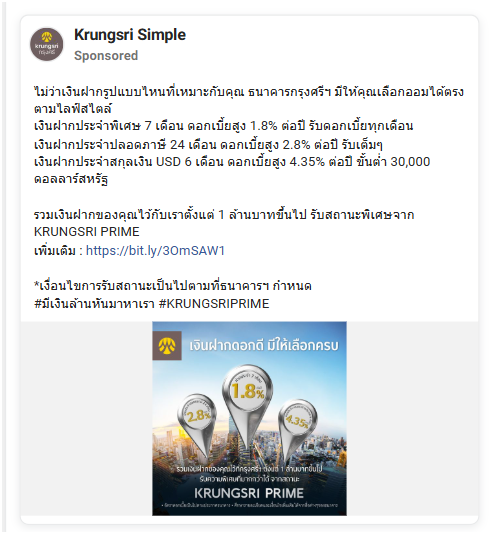 Krungsri Simple
Sponsored
ไม่ว่าเงินฝากรูปแบบไหนที่เหมาะกับคุณ ธนาคารกรุงศรีฯ มีให้คุณเลือกออมได้ตรง
ตามไลฟ์สไตล์
เงินฝากประจำพิเศษ 7 เดือน ดอกเบี้ยสูง 1.8% ต่อปี รับดอกเบี้ยทุกเดือน
เงินฝากประจำปลอดภาษี 24 เดือน ดอกเบี้ยสูง 2.8% ต่อปี รับเต็มๆ
เงินฝากประจำสกุลเงิน USD 6 เดือน ดอกเบี้ยสูง 4.35% ต่อปี ขั้นต่ำ 30,000
ดอลลาร์สหรัฐ
รวมเงินฝากของคุณไว้กับเราตั้งแต่ 1 ล้านบาทขึ้นไป รับสถานะพิเศษจาก
KRUNGSRI PRIME
เพิ่มเติม : https://bit.ly/3OmSAW1
*เงื่อนไขการรับสถานะเป็นไปตามที่ธนาคารฯ กำหนด
#มีเงินล้านหันมาหาเรา #KRUNGSRIPRIME
เงินฝากดอกดี มีให้เลือกครบ
1.8%
2.8%
4.35%
รวมเงินฝากของคุณไว้ที่กรุงศรี ตั้งแต่ 1 ล้านบาทขึ้นไป
รับความพิเศษที่มากกว่าได้ จากสถานะ
KRUNGSRI PRIME
krungsri
กรุงศรี